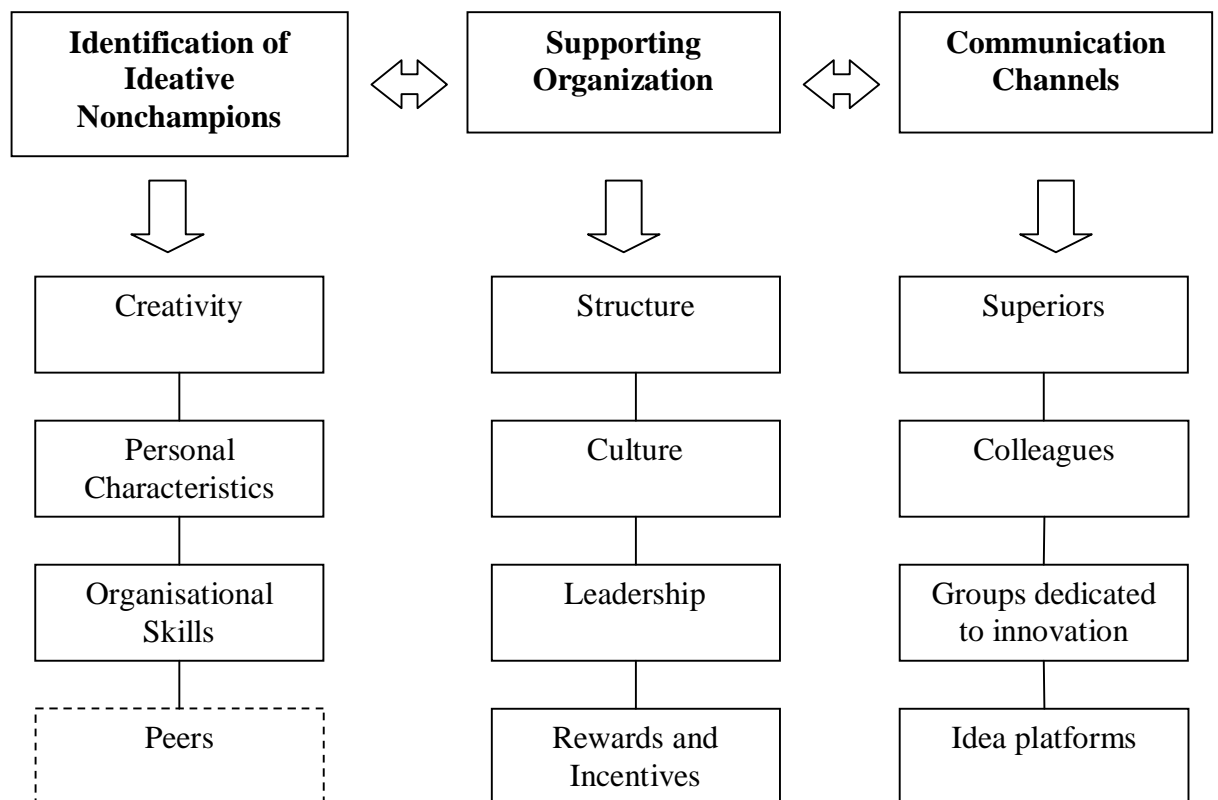 Identification of
Ideative
Nonchampions
Supporting
Organization
Communication
Channels
Creativity
Structure
Superiors
Personal
Characteristics
Culture
Colleagues
Organisational
Skills
Leadership
Groups dedicated
to innovation
Peers
Rewards and
Incentives
Idea platforms